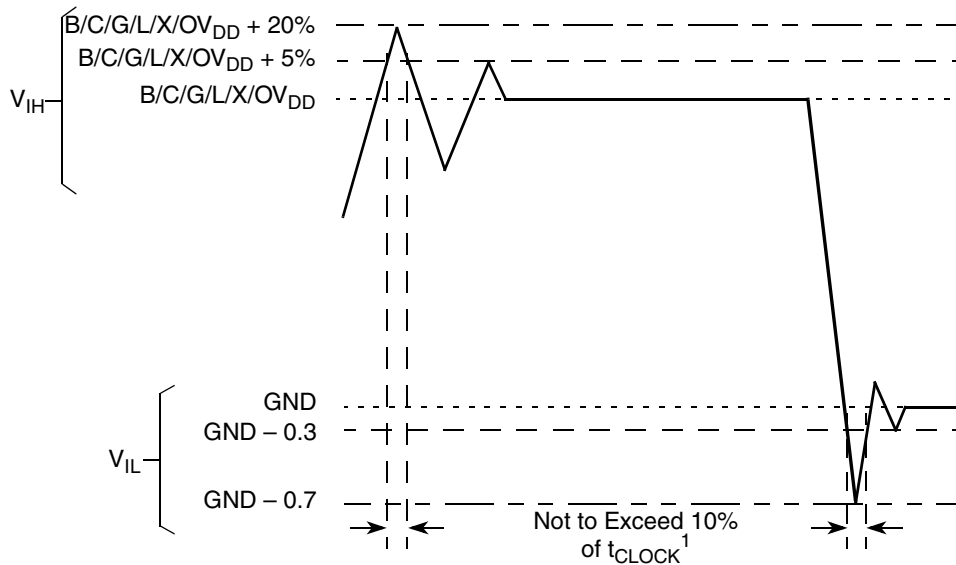 B/C/G/L/X/OVDD + 20%
B/C/G/L/X/OVDD + 5%
B/C/G/L/X/OVDD
VIH
GND
GND – 0.3
VIL
GND – 0.7
Not to Exceed 10%
of tCLOCK1